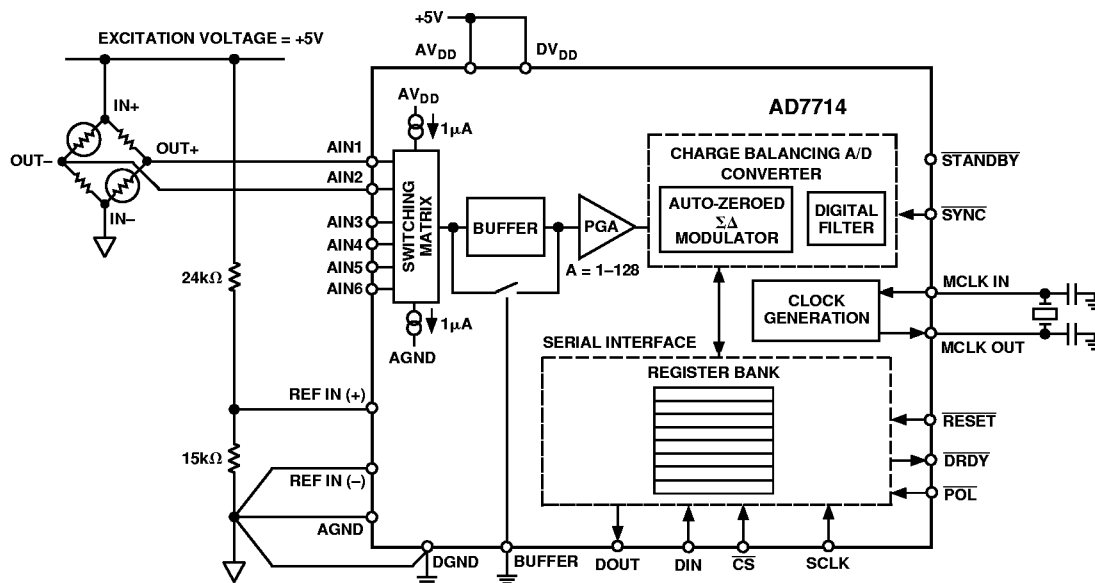 +5V
EXCITATION VOLTAGE = +5V
AVDD
DVDD
IN+
OUT–
OUT+
IN–
24kΩ
15kΩ
AVDD
1µA
AD7714
AIN1
AIN2
AIN3
AIN4
AIN5
AIN6
SWITCHING
MATRIX
BUFFER
PGA
A = 1–128
1µA
AGND
CHARGE BALANCING A/D
CONVERTER
AUTO-ZEROED
ΣΔ
MODULATOR
DIGITAL
FILTER
STANDBY
SYNC
CLOCK
GENERATION
MCLK IN
MCLK OUT
SERIAL INTERFACE
REGISTER BANK
REF IN (+)
REF IN (–)
AGND
RESET
DRDY
POL
DGND
BUFFER
DOUT
DIN
CS
SCLK